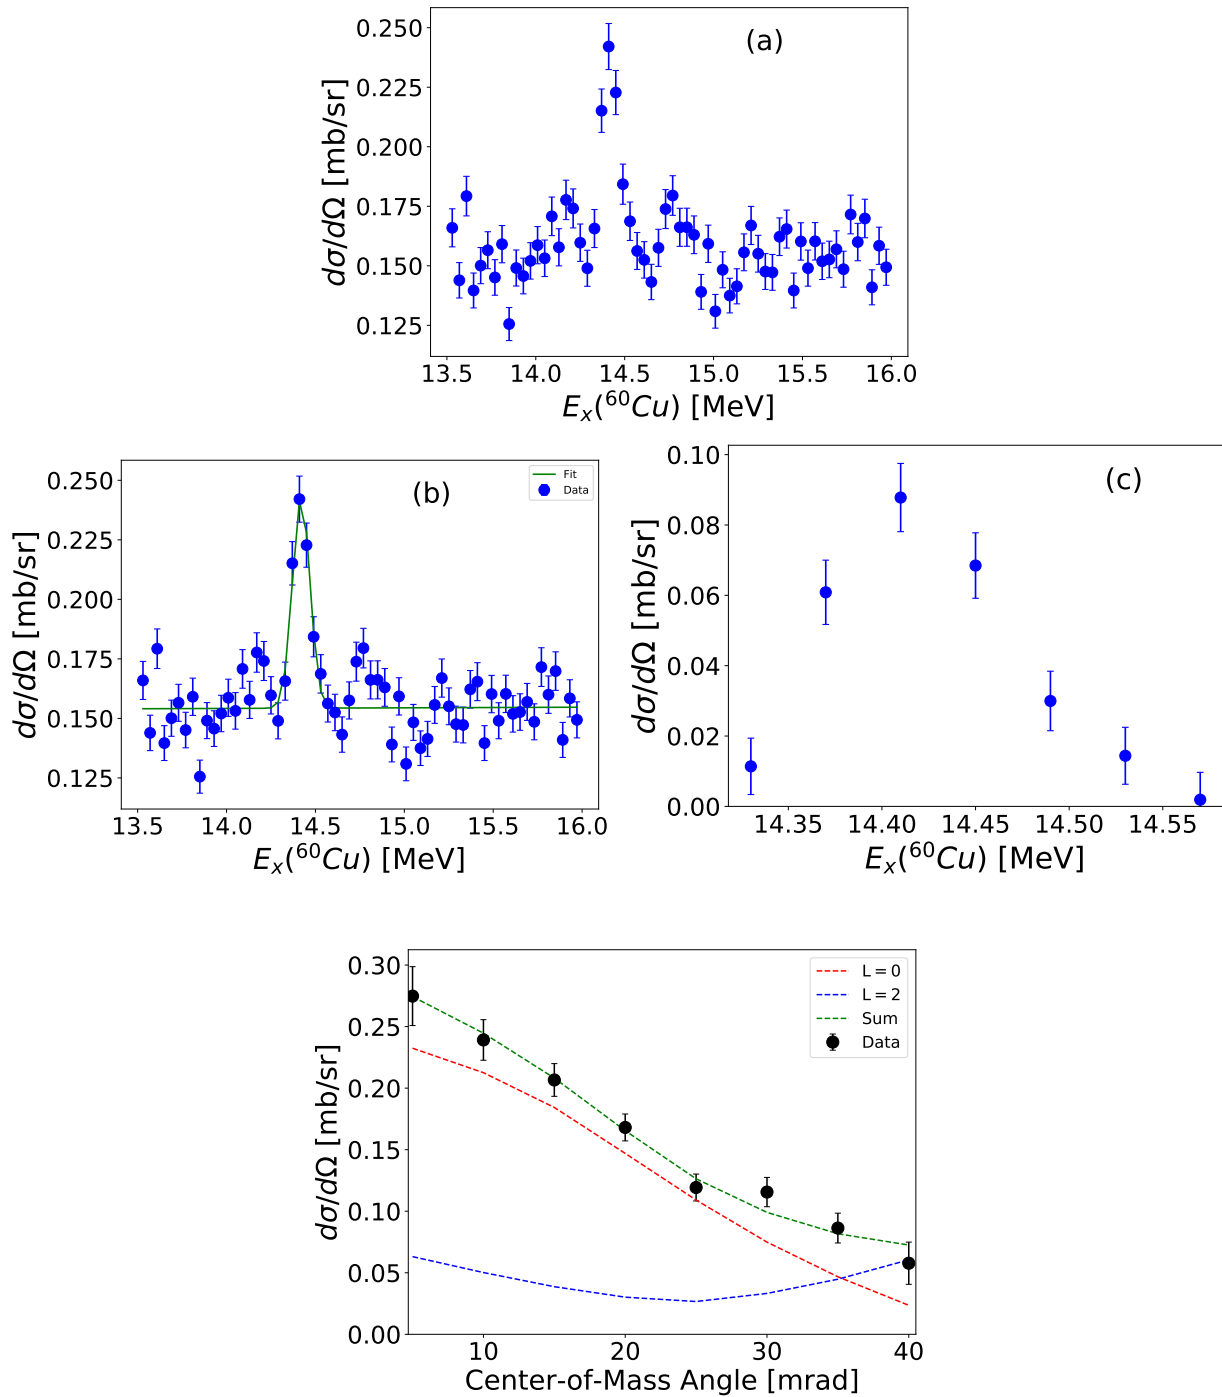 (a)
dσ/dΩ [mb/sr]
0.250
0.225
0.200
0.175
0.150
0.125
13.5 14.0 14.5 15.0 15.5 16.0
Eₓ(⁶⁰Cu) [MeV]
(b)
Fit
Data
dσ/dΩ [mb/sr]
0.250
0.225
0.200
0.175
0.150
0.125
13.5 14.0 14.5 15.0 15.5 16.0
Eₓ(⁶⁰Cu) [MeV]
(c)
dσ/dΩ [mb/sr]
0.10
0.08
0.06
0.04
0.02
0.00
14.35 14.40 14.45 14.50 14.55
Eₓ(⁶⁰Cu) [MeV]
L = 0
L = 2
Sum
Data
dσ/dΩ [mb/sr]
0.30
0.25
0.20
0.15
0.10
0.05
0.00
10 20 30 40
Center-of-Mass Angle [mrad]